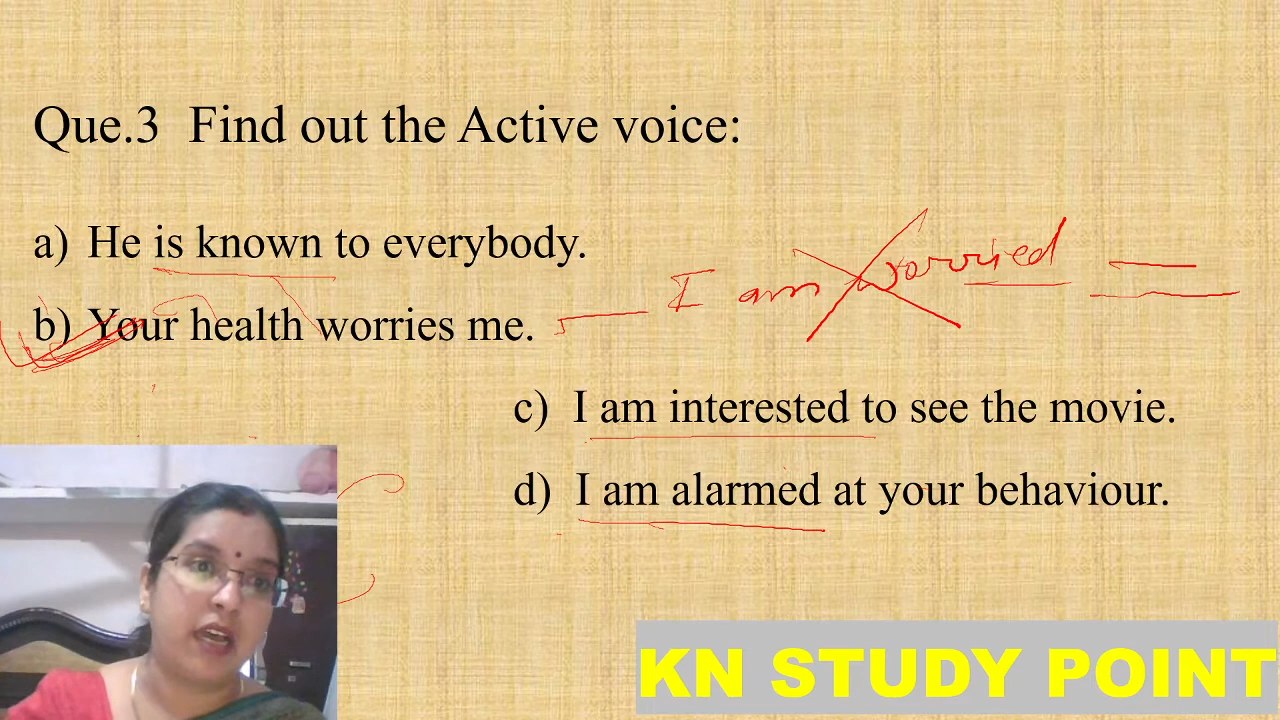 Que.3 Find out the Active voice:
a) He is known to everybody.
b) Your health worries me.
I am worried
c) I am interested to see the movie.
d) I am alarmed at your behaviour.
KN STUDY POINT